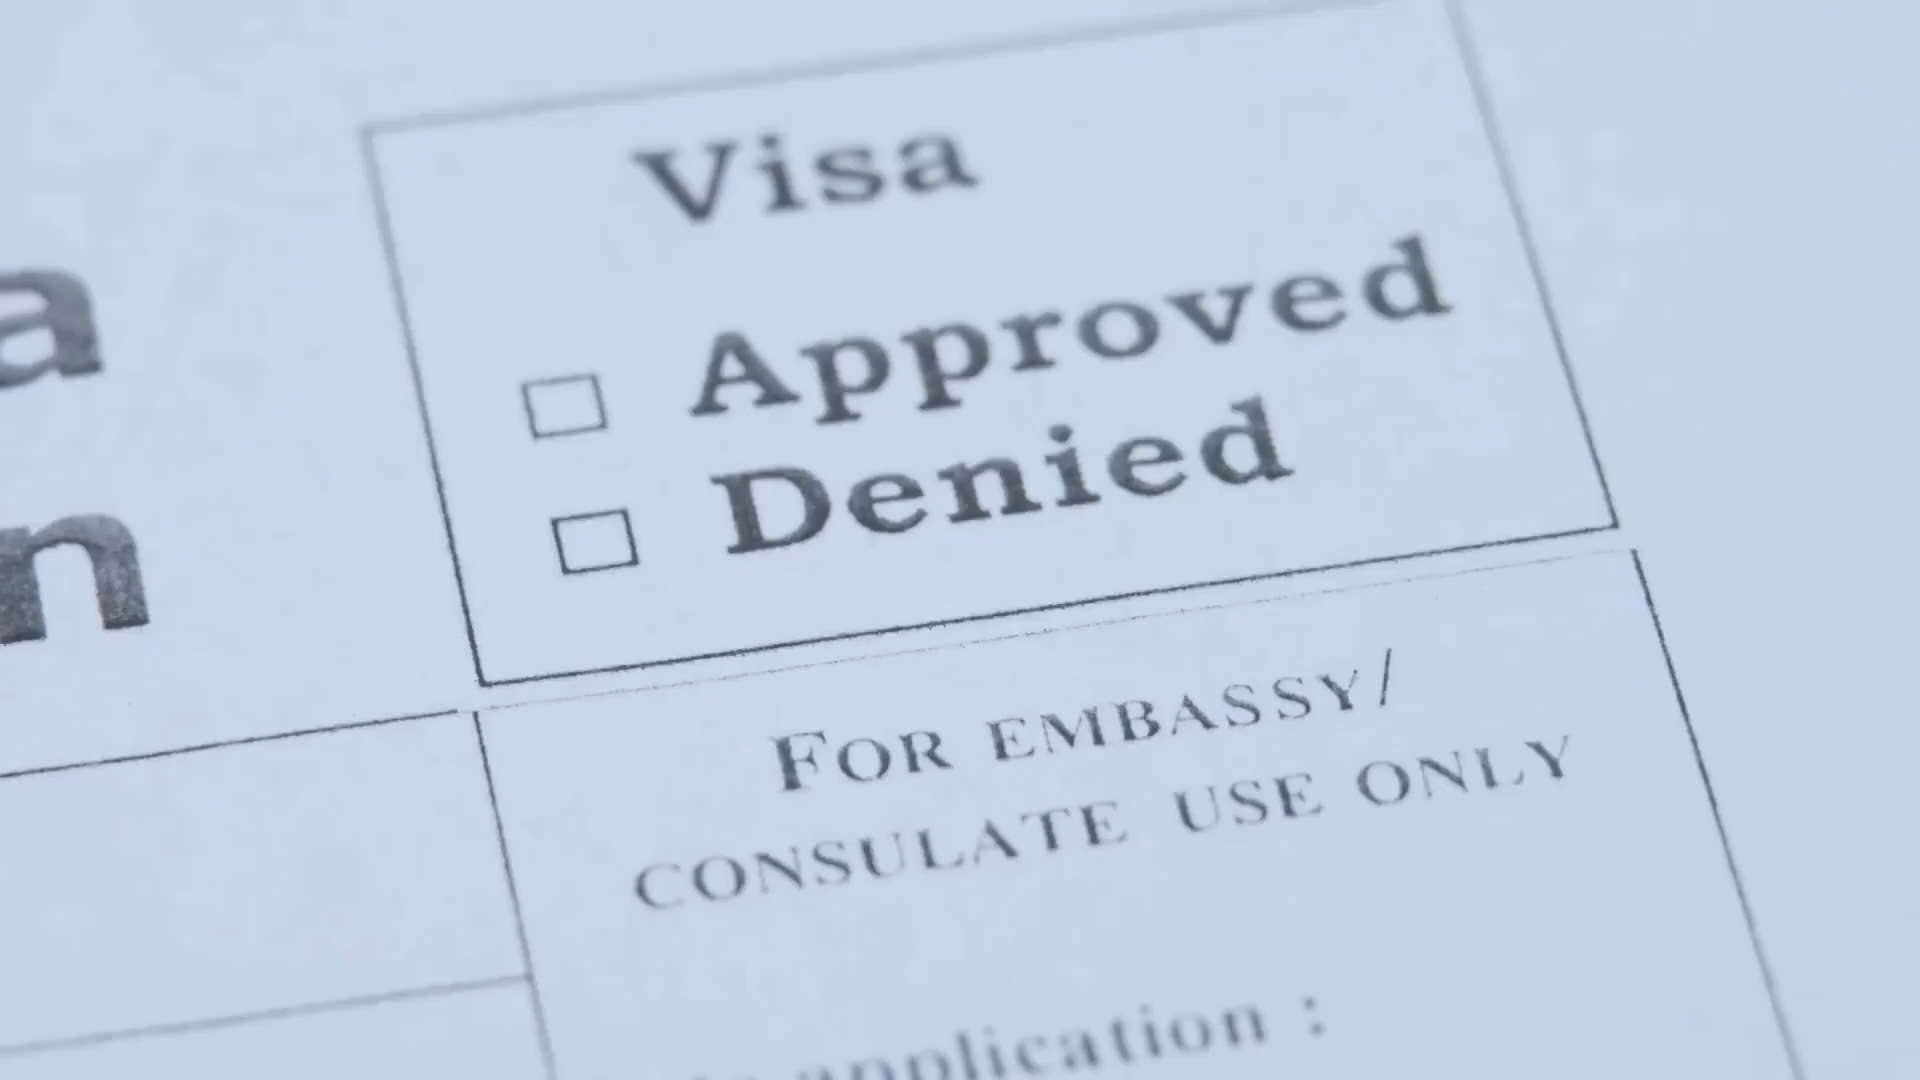 Visa
Approved
Denied
FOR EMBASSY/
CONSULATE USE ONLY
application :